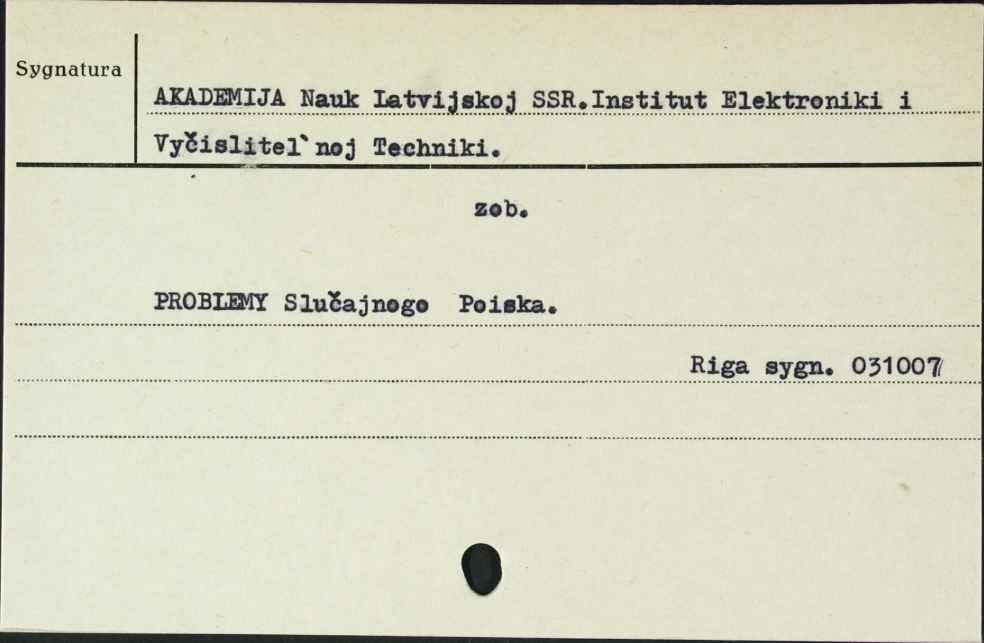 Sygnatura
AKADEMIJA Nauk Latvijskoj SSR.Institut Elektroniki i
Vyčislitel`noj Techniki.
zob.
PROBLEMY Slučajnogo Poiska.
Riga sygn. 031007/